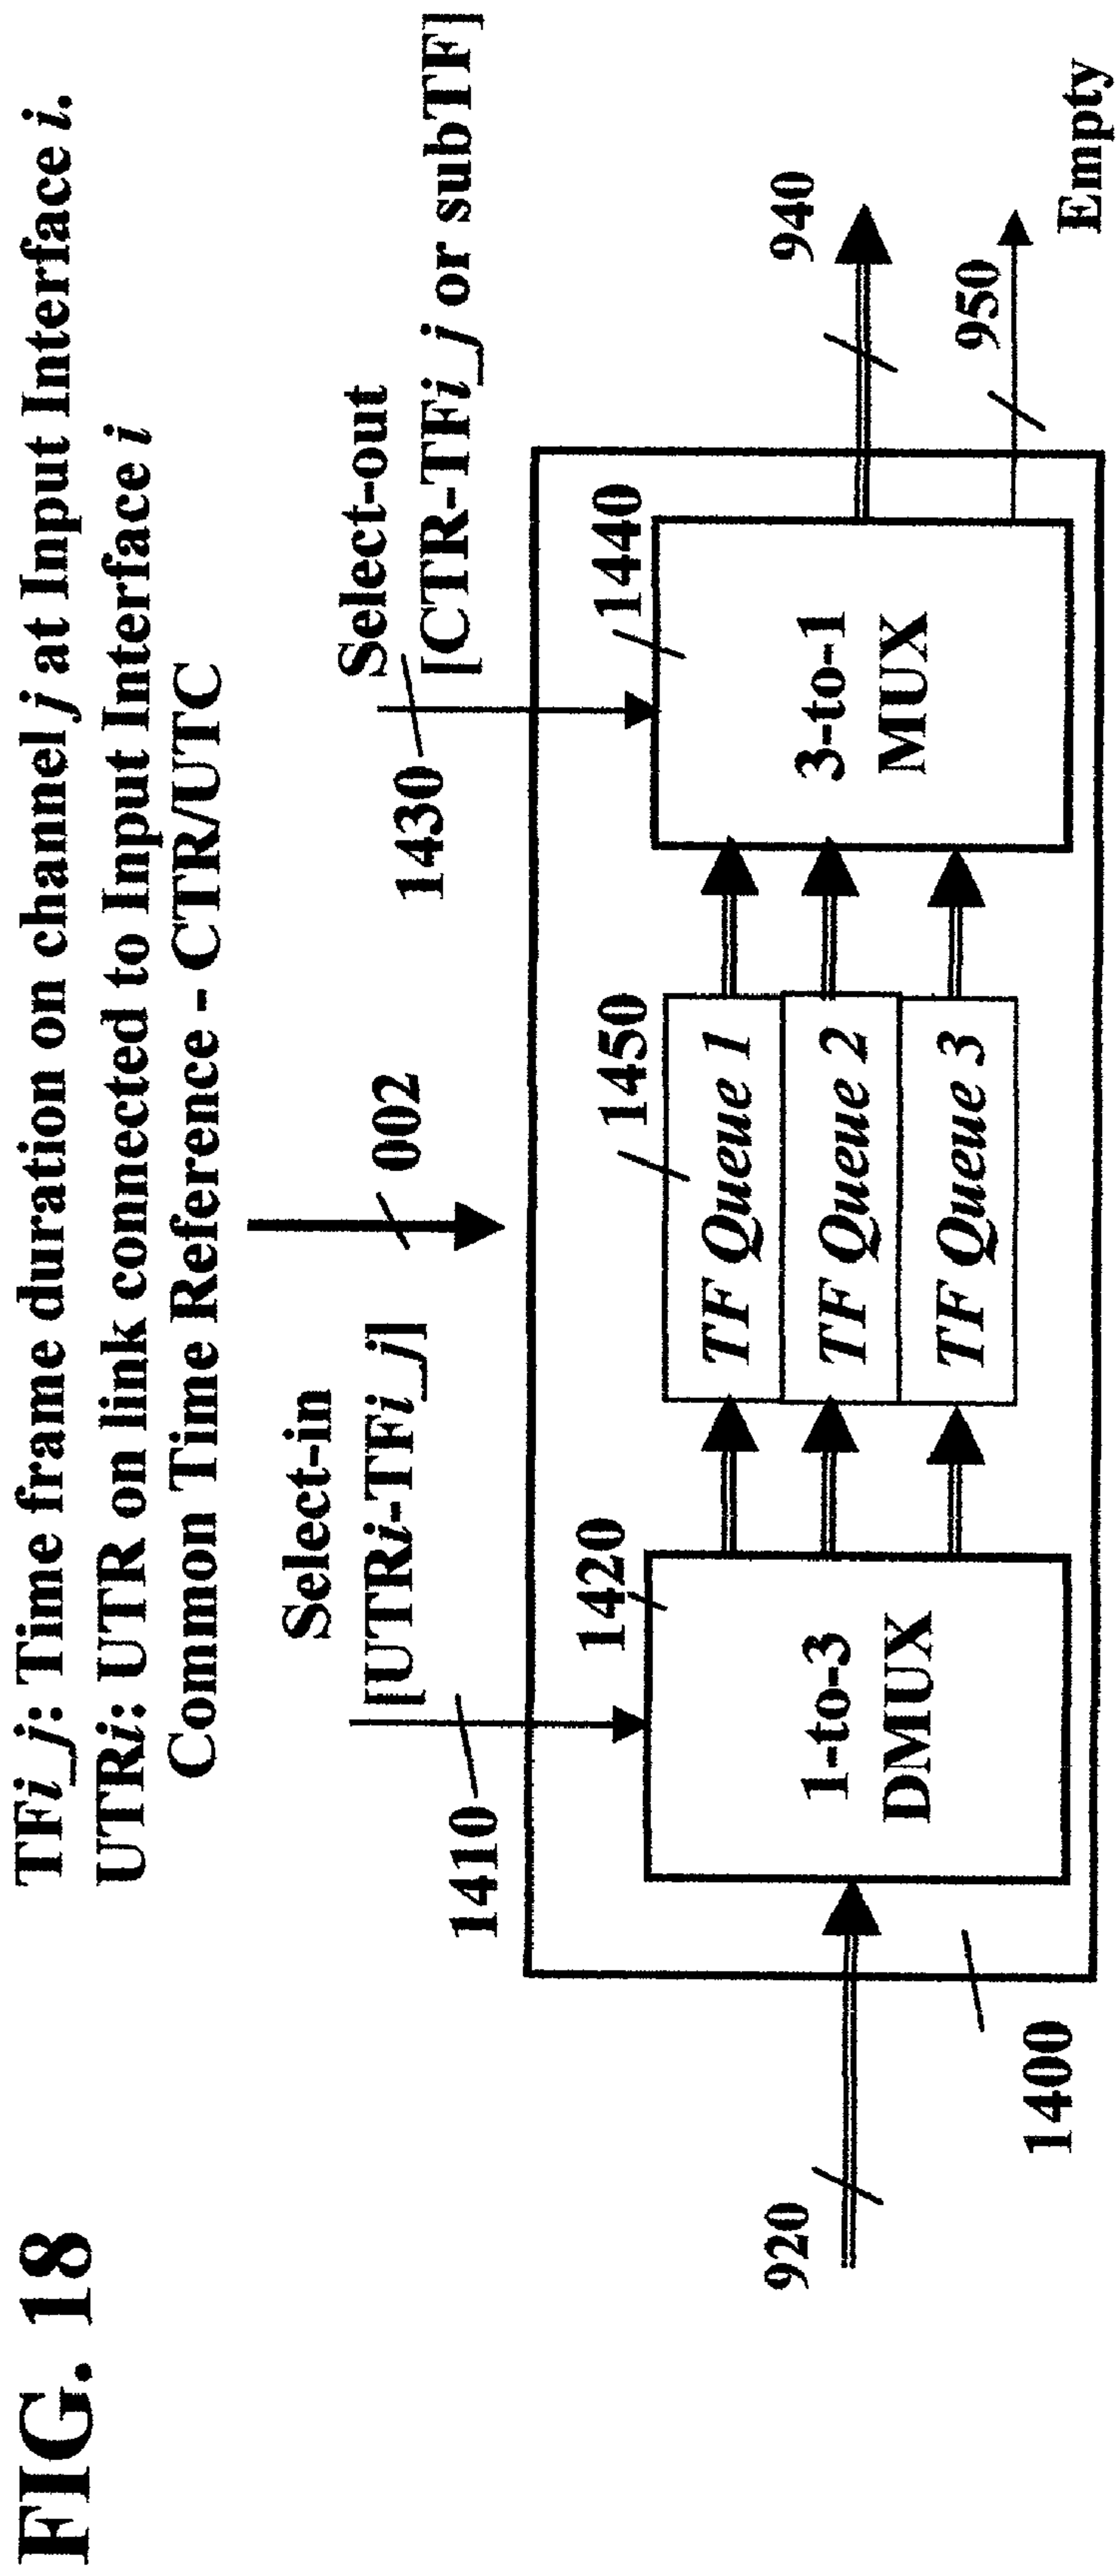 FIG. 18
TFi_j: Time frame duration on channel j at Input Interface i.
UTRi: UTR on link connected to Input Interface i
Common Time Reference - CTR/UTC
Select-in
[UTRi-TFi_j]
1410
002
Select-out
[CTR-TFi_j or subTF]
1430
920
1400
1420
1-to-3
DMUX
1450
TF Queue 1
TF Queue 2
TF Queue 3
1440
3-to-1
MUX
940
950
Empty